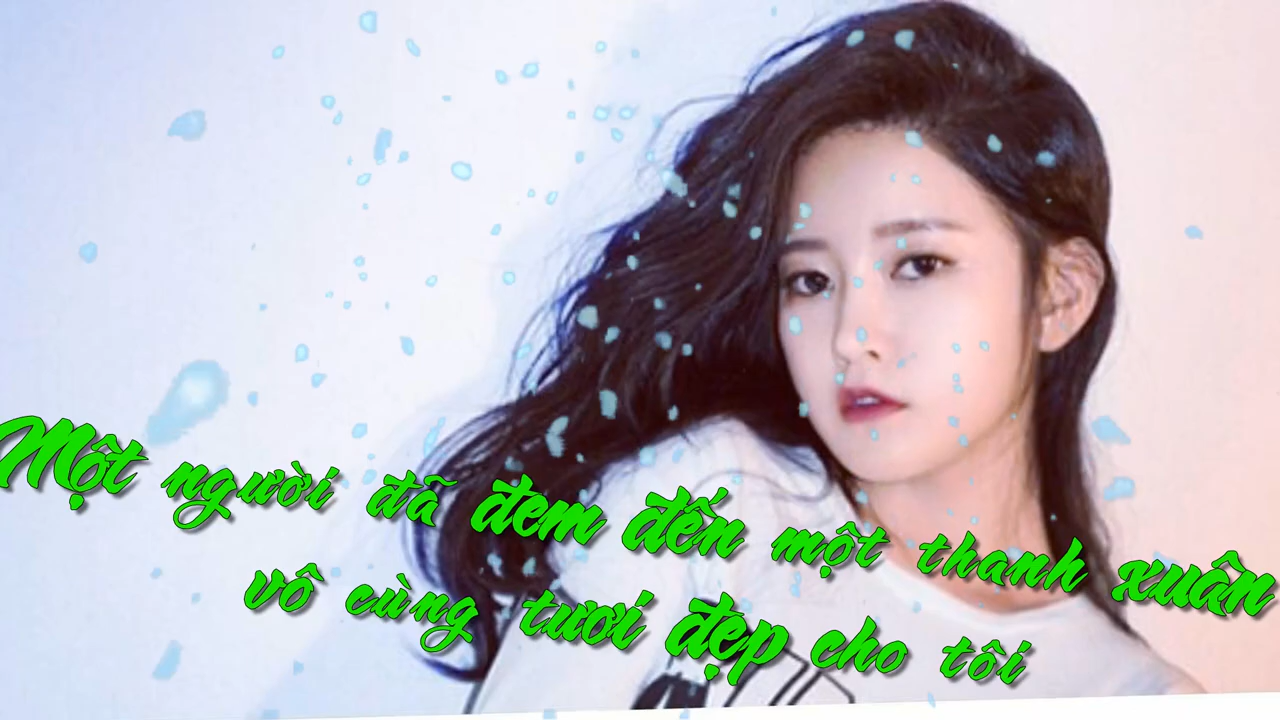 Một người đã đem đến một thanh xuân
vô cùng tươi đẹp cho tôi